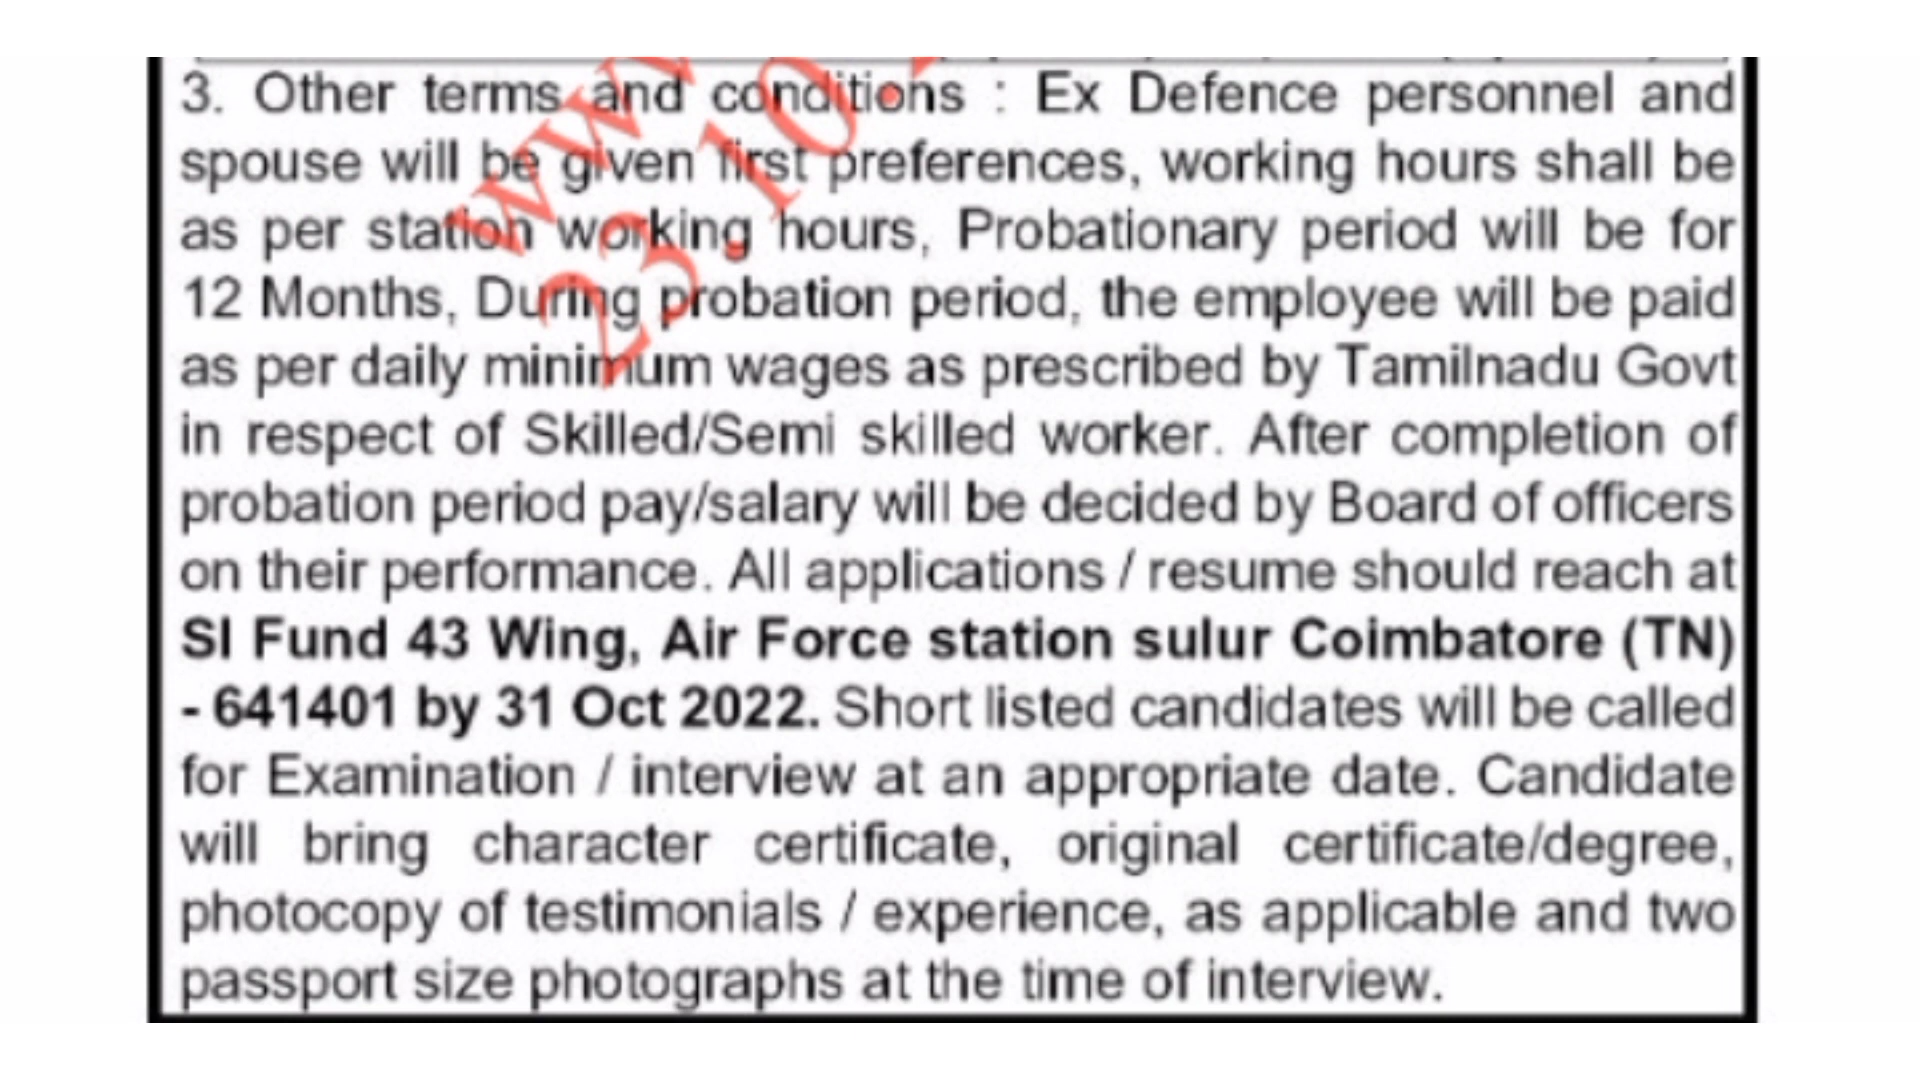 3. Other terms and conditions : Ex Defence personnel and
spouse will be given first preferences, working hours shall be
as per station working hours, Probationary period will be for
12 Months, During probation period, the employee will be paid
as per daily minimum wages as prescribed by Tamilnadu Govt
in respect of Skilled/Semi skilled worker. After completion of
probation period pay/salary will be decided by Board of officers
on their performance. All applications / resume should reach at
SI Fund 43 Wing, Air Force station sulur Coimbatore (TN)
- 641401 by 31 Oct 2022. Short listed candidates will be called
for Examination / interview at an appropriate date. Candidate
will bring character certificate, original certificate/degree,
photocopy of testimonials / experience, as applicable and two
passport size photographs at the time of interview.
www
23.10.